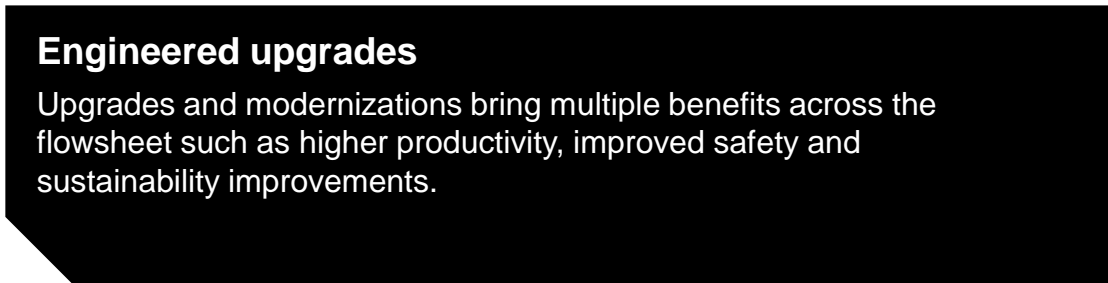 Engineered upgrades
Upgrades and modernizations bring multiple benefits across the
flowsheet such as higher productivity, improved safety and
sustainability improvements.